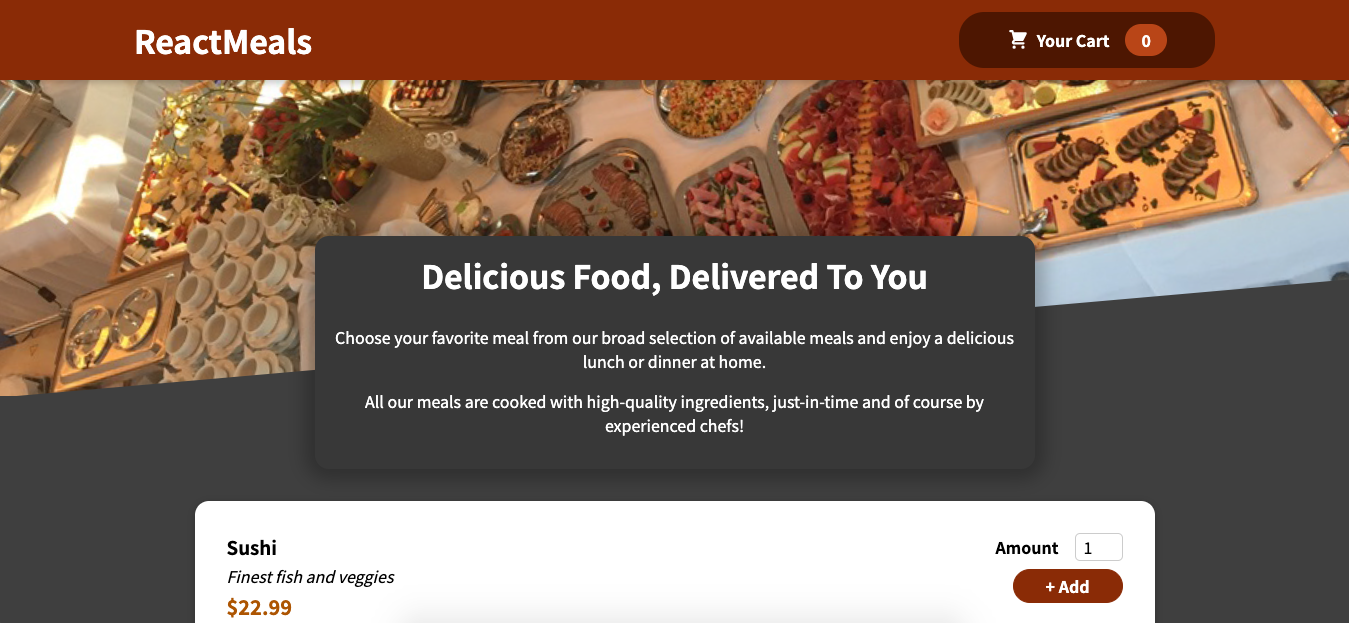 ReactMeals
Your Cart 0
Delicious Food, Delivered To You
Choose your favorite meal from our broad selection of available meals and enjoy a delicious
lunch or dinner at home.
All our meals are cooked with high-quality ingredients, just-in-time and of course by
experienced chefs!
Sushi
Amount 1
Finest fish and veggies
+ Add
$22.99